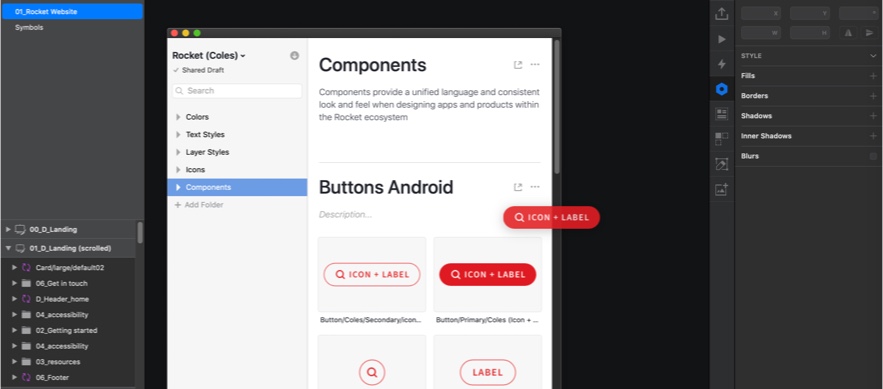 01_Rocket Website
Symbols
00_D_Landing
01_D_Landing (scrolled)
Card/large/default02
06_Get in touch
D_Header_home
04_accessibility
02_Getting started
04_accessibility
03_resources
06_Footer
Rocket (Coles)
Shared Draft
Search
Colors
Text Styles
Layer Styles
Icons
Components
+ Add Folder
Components
Components provide a unified language and consistent
look and feel when designing apps and products within
the Rocket ecosystem
Buttons Android
Description...
ICON + LABEL
ICON + LABEL
ICON + LABEL
Button/Coles/Secondary/icon...
Button/Primary/Coles (Icon + ...
LABEL
X
Y
°
W
H
STYLE
Fills
Borders
Shadows
Inner Shadows
Blurs